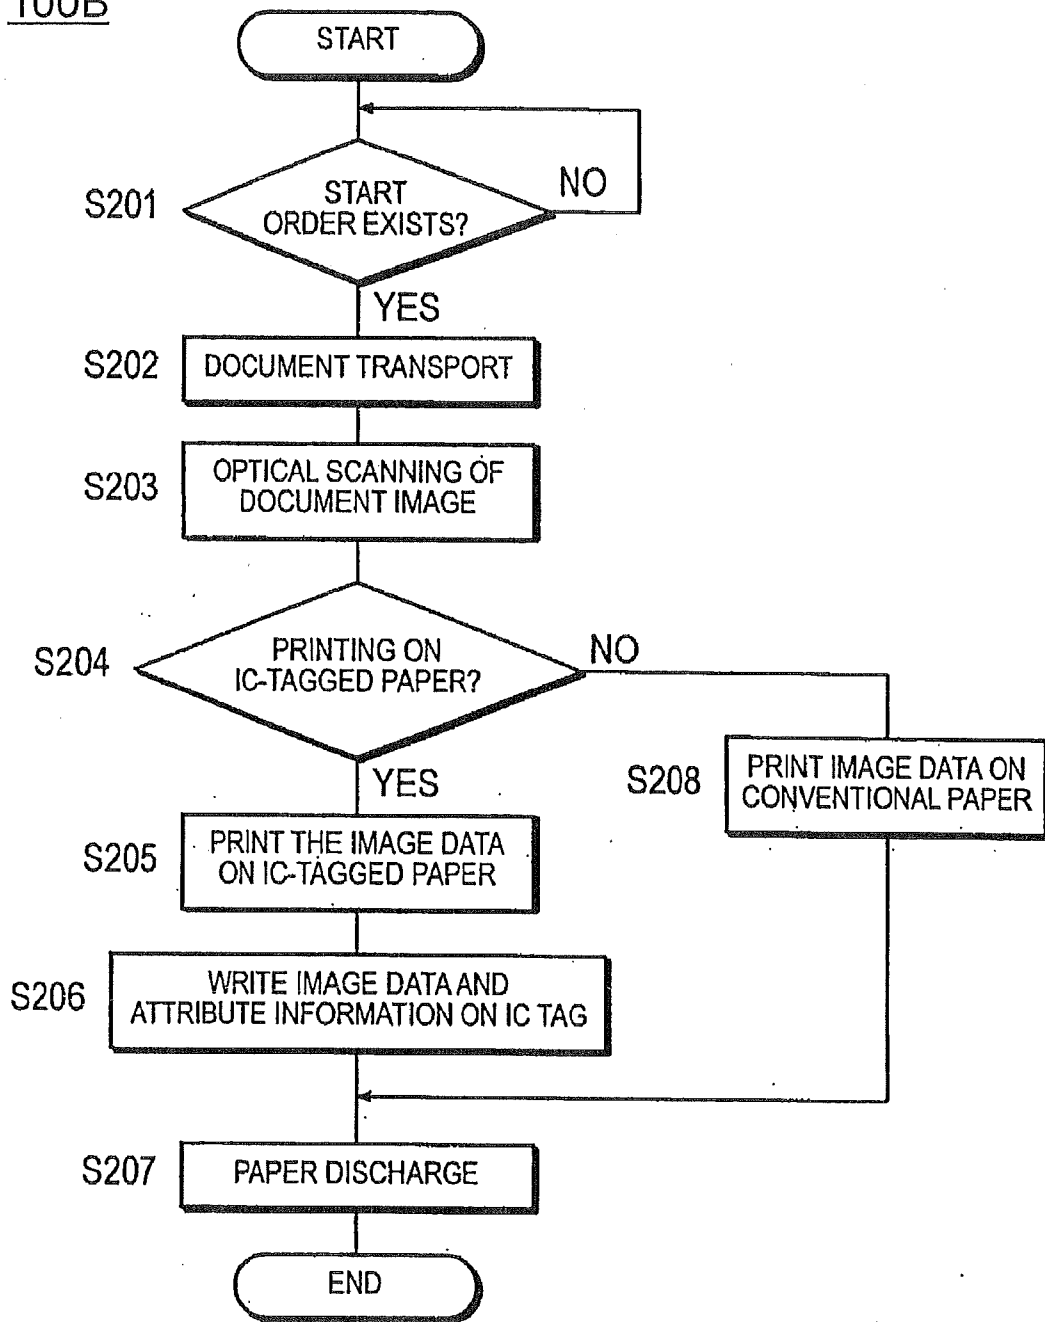 100B
START
S201
START
ORDER EXISTS?
NO
YES
S202
DOCUMENT TRANSPORT
S203
OPTICAL SCANNING OF
DOCUMENT IMAGE
S204
PRINTING ON
IC-TAGGED PAPER?
NO
YES
S208
PRINT IMAGE DATA ON
CONVENTIONAL PAPER
S205
PRINT THE IMAGE DATA
ON IC-TAGGED PAPER
S206
WRITE IMAGE DATA AND
ATTRIBUTE INFORMATION ON IC TAG
S207
PAPER DISCHARGE
END